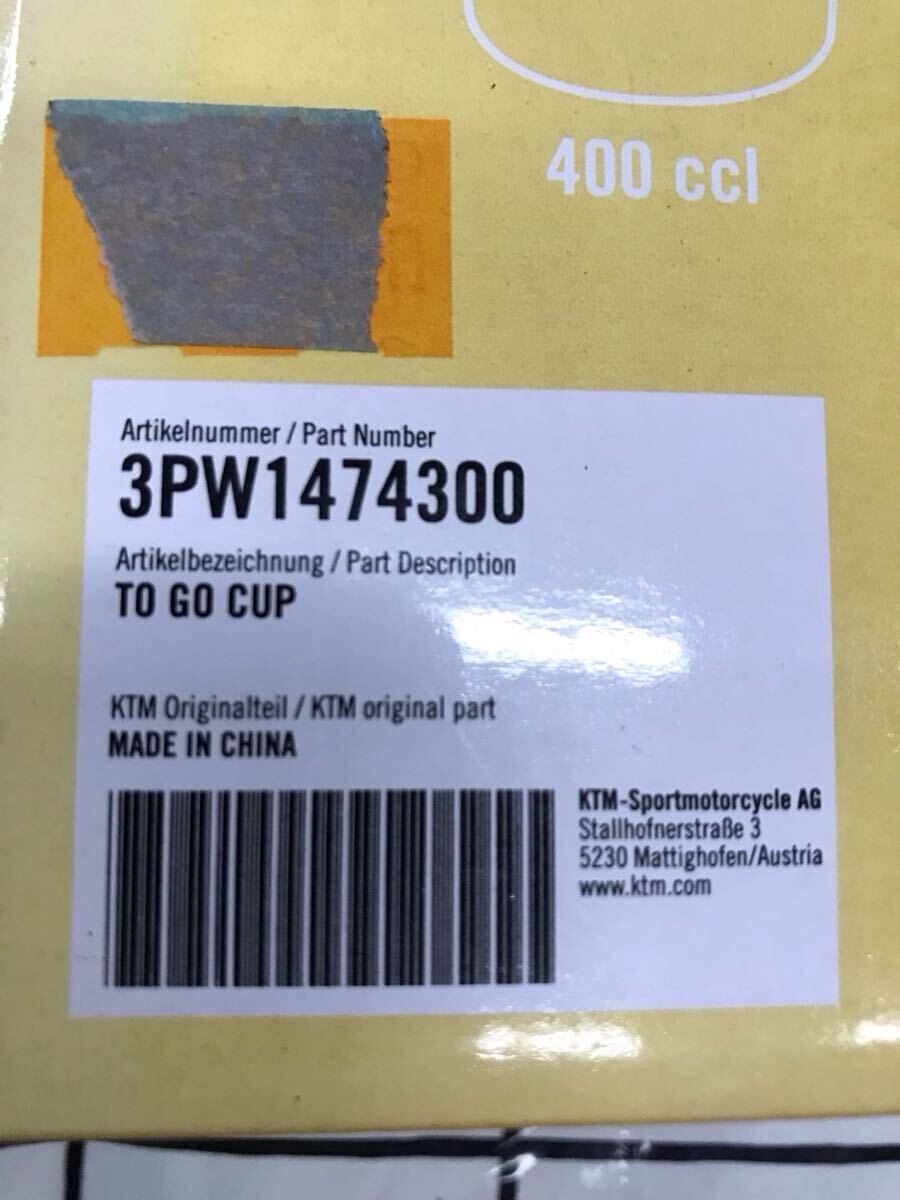 400 ccl
Artikelnummer / Part Number
3PW1474300
Artikelbezeichnung / Part Description
TO GO CUP
KTM Originalteil / KTM original part
MADE IN CHINA
KTM-Sportmotorcycle AG
Stallhofnerstraße 3
5230 Mattighofen/Austria
www.ktm.com